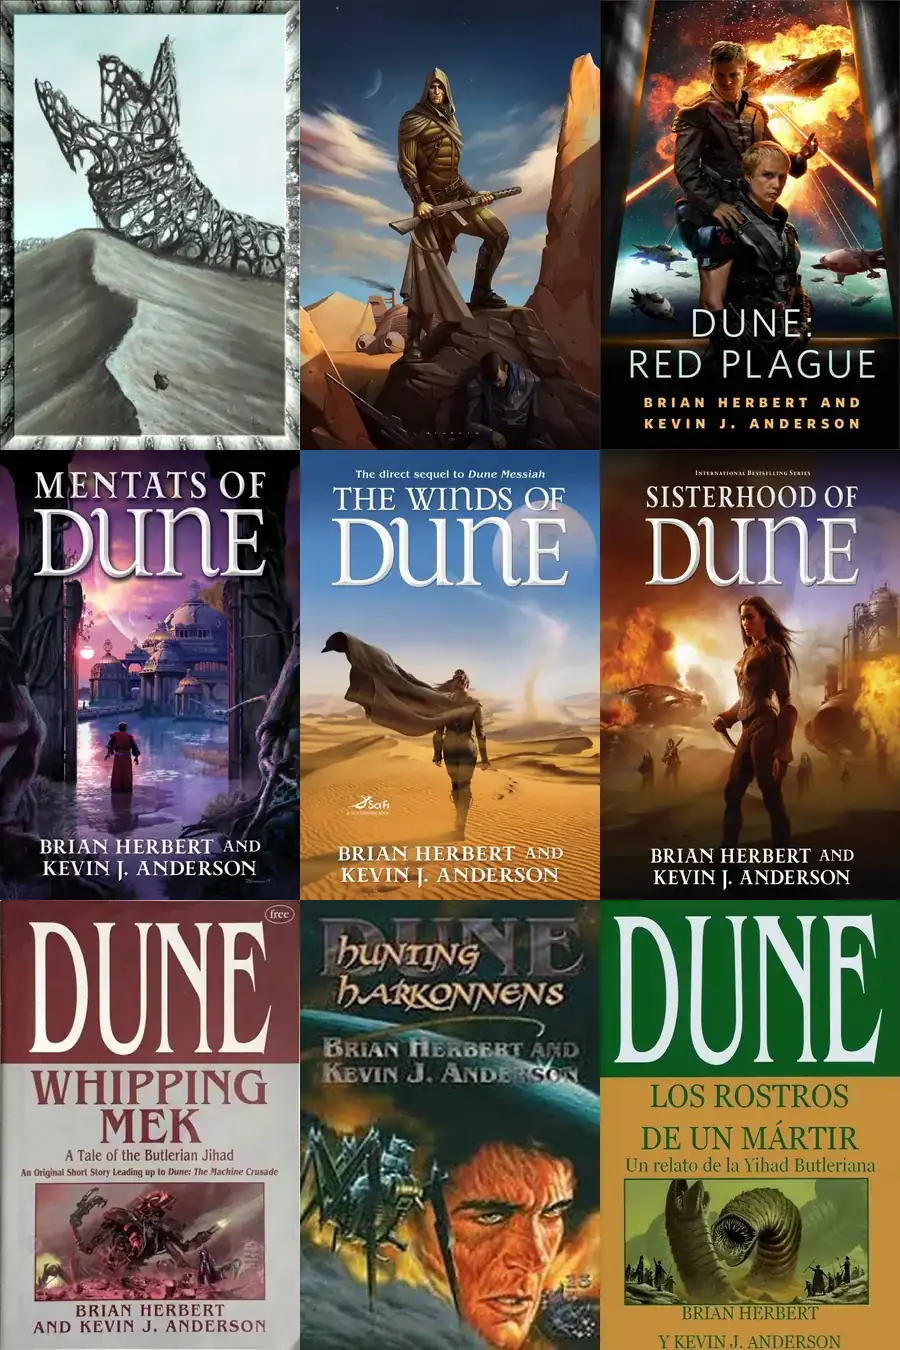 DUNE:
RED PLAGUE
BRIAN HERBERT AND
KEVIN J. ANDERSON
MENTATS OF
DUNE
BRIAN HERBERT AND
KEVIN J. ANDERSON
The direct sequel to Dune Messiah
THE WINDS OF
DUNE
SciFi
BRIAN HERBERT AND
KEVIN J. ANDERSON
INTERNATIONAL BESTSELLING SERIES
SISTERHOOD OF
DUNE
BRIAN HERBERT AND
KEVIN J. ANDERSON
free
DUNE
WHIPPING
MEK
A Tale of the Butlerian Jihad
An Original Short Story Leading up to Dune: The Machine Crusade
BRIAN HERBERT
AND KEVIN J. ANDERSON
DUNE
HUNTING
HARKONNENS
BRIAN HERBERT AND
KEVIN J. ANDERSON
DUNE
LOS ROSTROS
DE UN MÁRTIR
Un relato de la Yihad Butleriana
BRIAN HERBERT
Y KEVIN J. ANDERSON